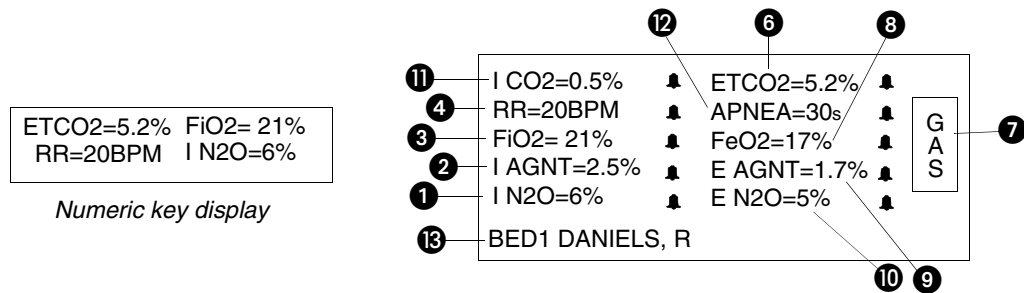 ETCO2=5.2% FiO2= 21%
RR=20BPM I N2O=6%
Numeric key display
12
6
8
11 I CO2=0.5% ETCO2=5.2%
4 RR=20BPM APNEA=30s
3 FiO2= 21% FeO2=17%
2 I AGNT=2.5% E AGNT=1.7%
1 I N2O=6% E N2O=5%
GAS
7
13 BED1 DANIELS, R
10
9